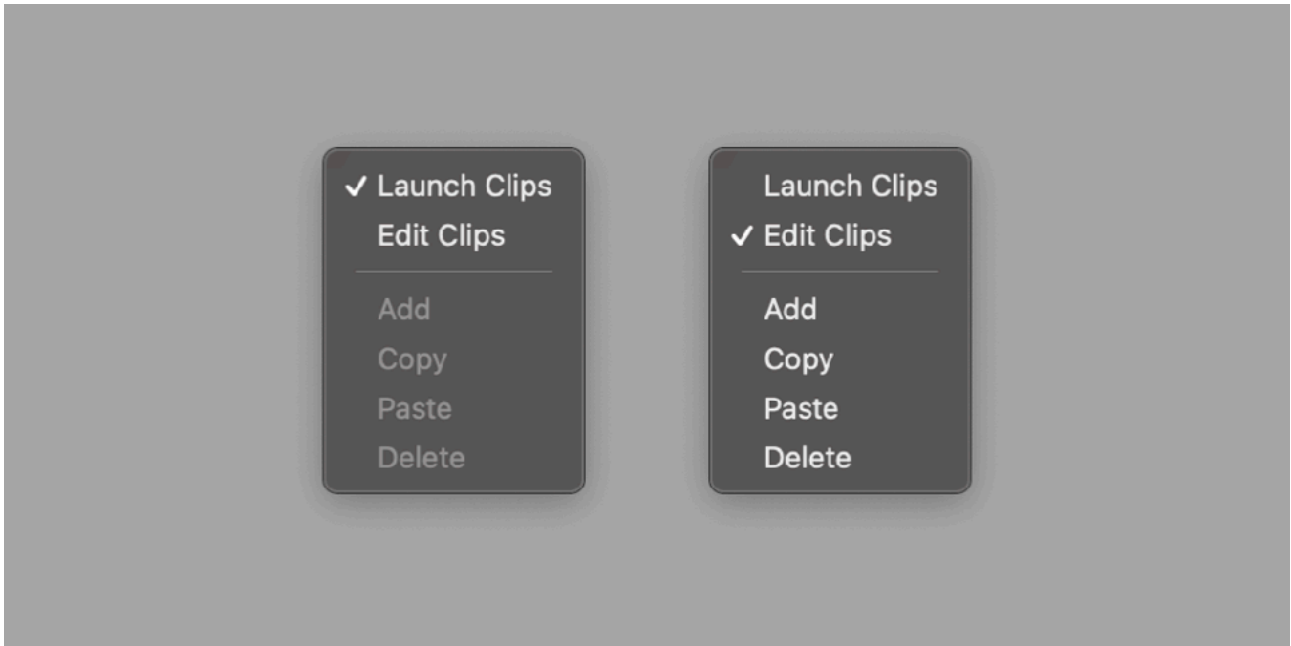 ✓ Launch Clips
Edit Clips
Add
Copy
Paste
Delete
Launch Clips
✓ Edit Clips
Add
Copy
Paste
Delete